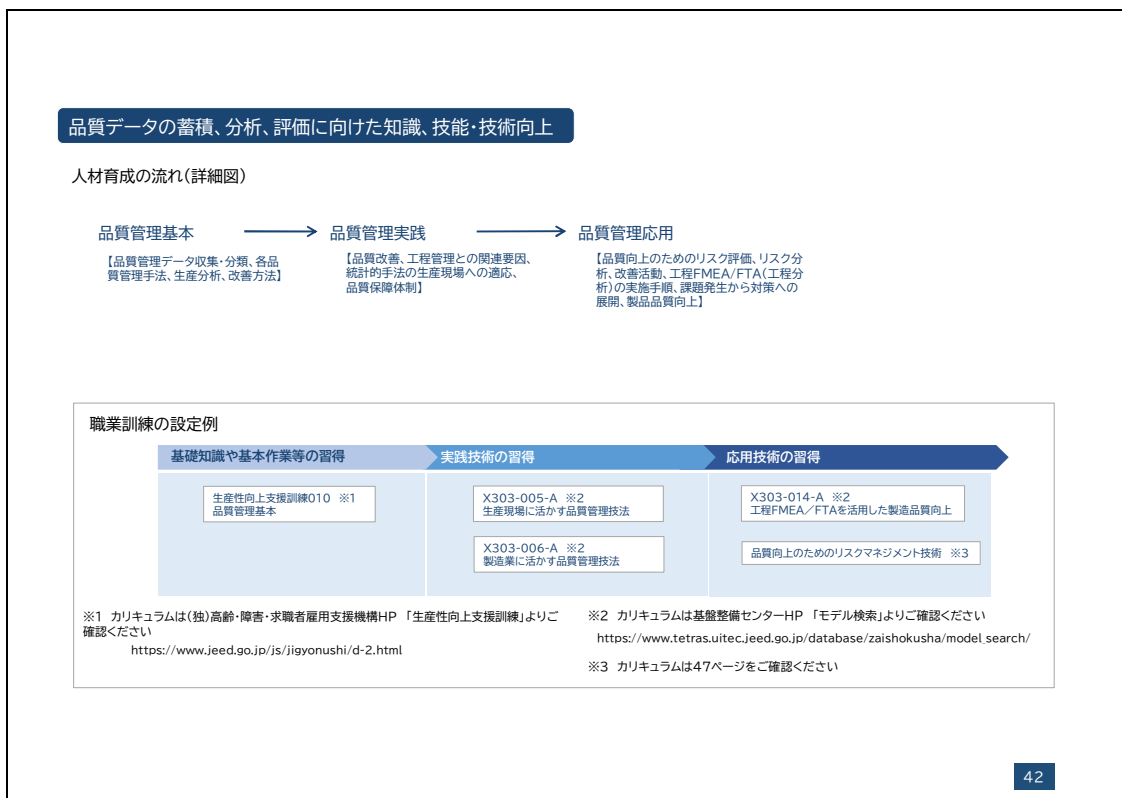 品質データの蓄積、分析、評価に向けた知識、技能・技術向上
人材育成の流れ(詳細図)
品質管理基本
【品質管理データ収集・分類、各品
質管理手法、生産分析、改善方法】
品質管理実践
【品質改善、工程管理との関連要因、
統計的手法の生産現場への適応、
品質保障体制】
品質管理応用
【品質向上のためのリスク評価、リスク分
析、改善活動、工程FMEA/FTA(工程分
析)の実施手順、課題発生から対策への
展開、製品品質向上】
職業訓練の設定例
基礎知識や基本作業等の習得
実践技術の習得
応用技術の習得
生産性向上支援訓練010 ※1
品質管理基本
X303-005-A ※2
生産現場に活かす品質管理技法
X303-006-A ※2
製造業に活かす品質管理技法
X303-014-A ※2
工程FMEA/FTAを活用した製造品質向上
品質向上のためのリスクマネジメント技術 ※3
※1 カリキュラムは(独)高齢・障害・求職者雇用支援機構HP 「生産性向上支援訓練」よりご
確認ください
https://www.jeed.go.jp/js/jigyonushi/d-2.html
※2 カリキュラムは基盤整備センターHP 「モデル検索」よりご確認ください
https://www.tetras.uitec.jeed.go.jp/database/zaishokusha/model_search/
※3 カリキュラムは47ページをご確認ください
42